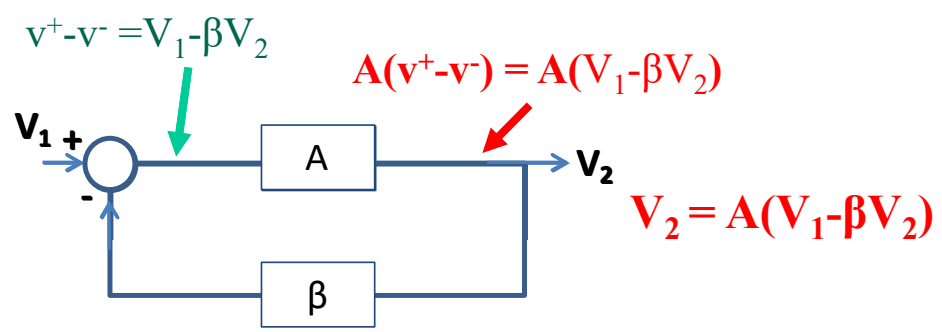 v⁺-v⁻ =V₁-βV₂
A(v⁺-v⁻) = A(V₁-βV₂)
V₁ +
A
V₂
-
V₂ = A(V₁-βV₂)
β